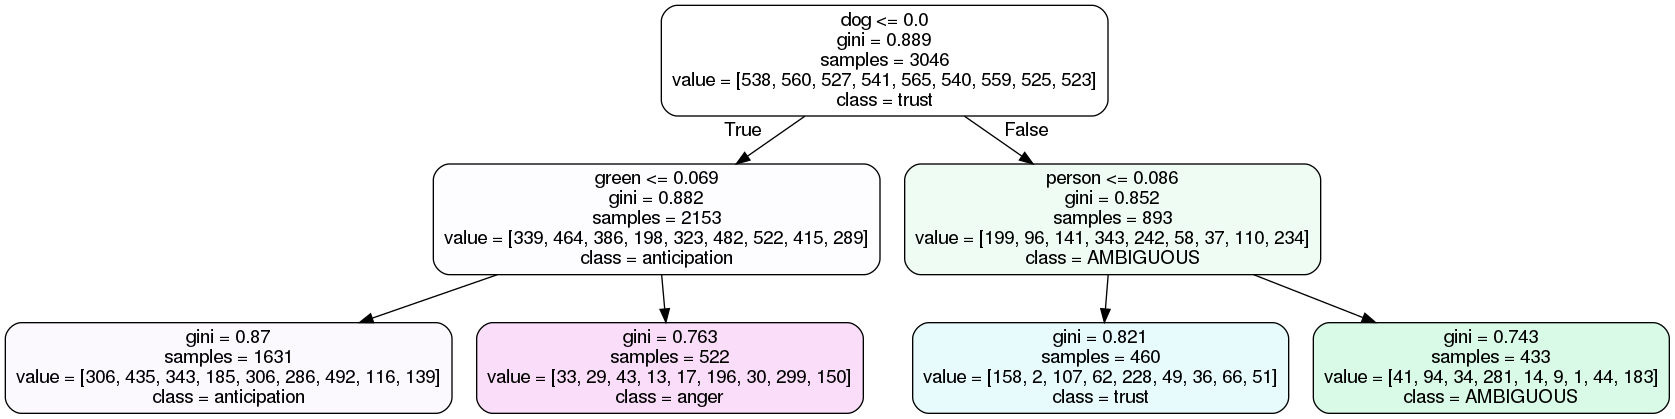 dog <= 0.0
gini = 0.889
samples = 3046
value = [538, 560, 527, 541, 565, 540, 559, 525, 523]
class = trust
True
False
green <= 0.069
gini = 0.882
samples = 2153
value = [339, 464, 386, 198, 323, 482, 522, 415, 289]
class = anticipation
person <= 0.086
gini = 0.852
samples = 893
value = [199, 96, 141, 343, 242, 58, 37, 110, 234]
class = AMBIGUOUS
gini = 0.87
samples = 1631
value = [306, 435, 343, 185, 306, 286, 492, 116, 139]
class = anticipation
gini = 0.763
samples = 522
value = [33, 29, 43, 13, 17, 196, 30, 299, 150]
class = anger
gini = 0.821
samples = 460
value = [158, 2, 107, 62, 228, 49, 36, 66, 51]
class = trust
gini = 0.743
samples = 433
value = [41, 94, 34, 281, 14, 9, 1, 44, 183]
class = AMBIGUOUS